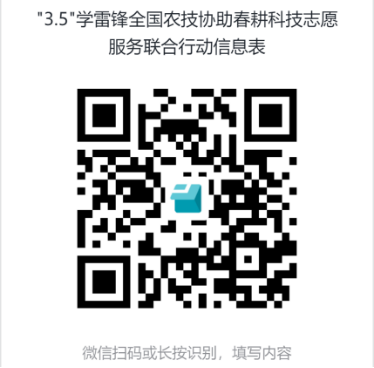 "3.5"学雷锋全国农技协助春耕科技志愿
服务联合行动信息表
微信扫码或长按识别，填写内容